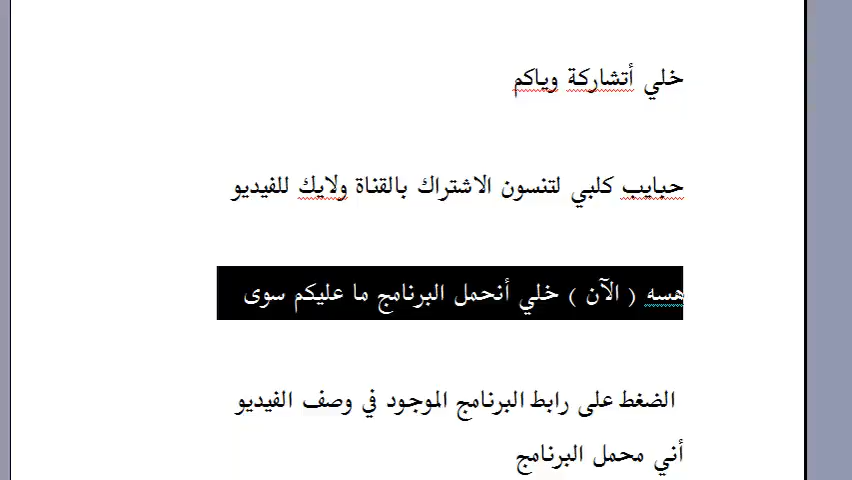 خلي أتشاركة وياكم
حبايب كلبي لتنسون الاشتراك بالقناة ولايك للفيديو
هسه ( الآن ) خلي أنحمل البرنامج ما عليكم سوى
الضغط على رابط البرنامج الموجود في وصف الفيديو
أني محمل البرنامج